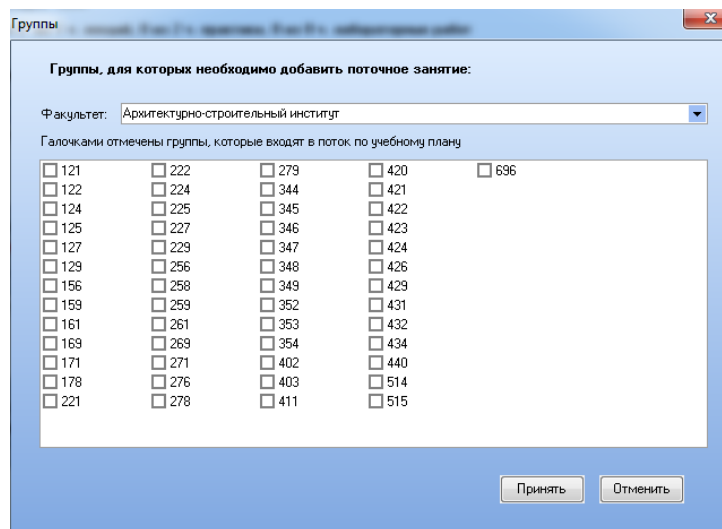 Группы
Группы, для которых необходимо добавить поточное занятие:
Факультет: Архитектурно-строительный институт
Галочками отмечены группы, которые входят в поток по учебному плану
121 222 279 420 696
122 224 344 421
124 225 345 422
125 227 346 423
127 229 347 424
129 256 348 426
156 258 349 429
159 259 352 431
161 261 353 432
169 269 354 434
171 271 402 440
178 276 403 514
221 278 411 515
Принять Отменить